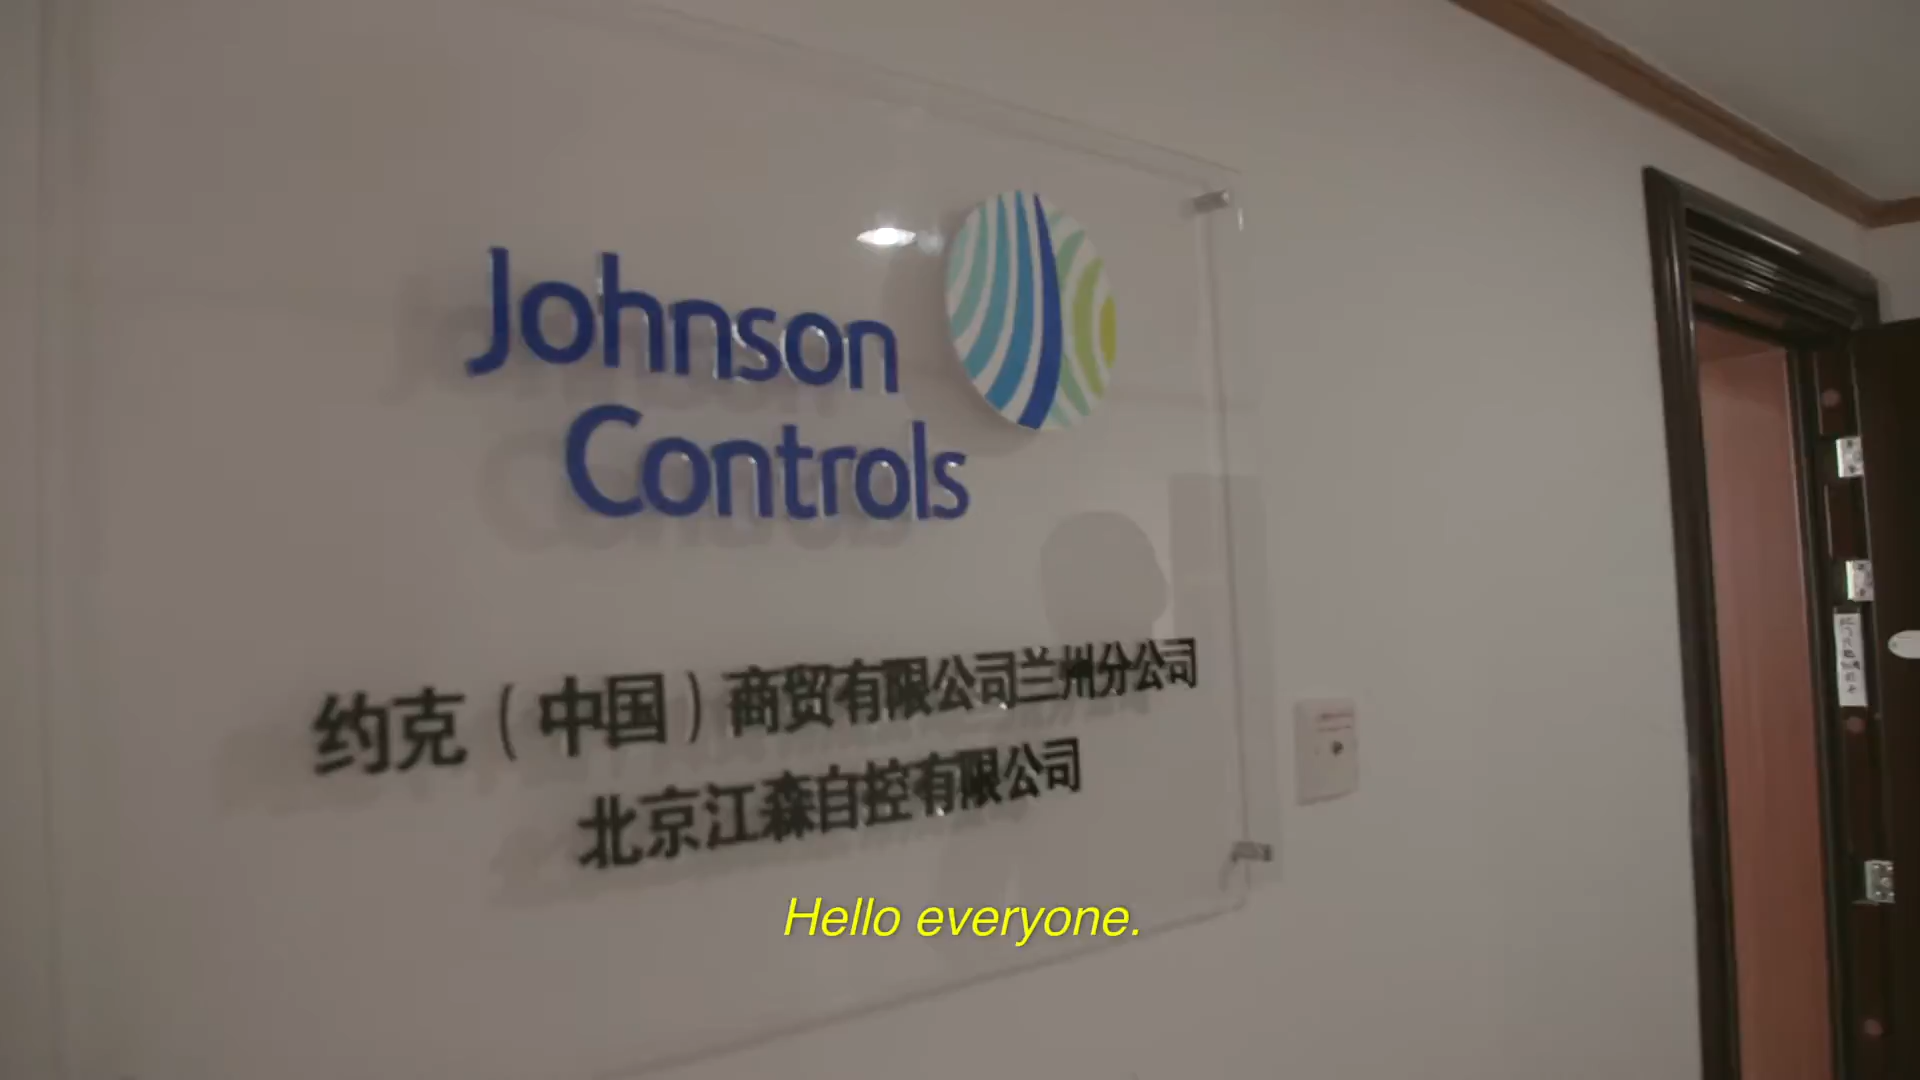 Johnson
Controls
约克（中国）商贸有限公司兰州分公司
北京江森自控有限公司
Hello everyone.